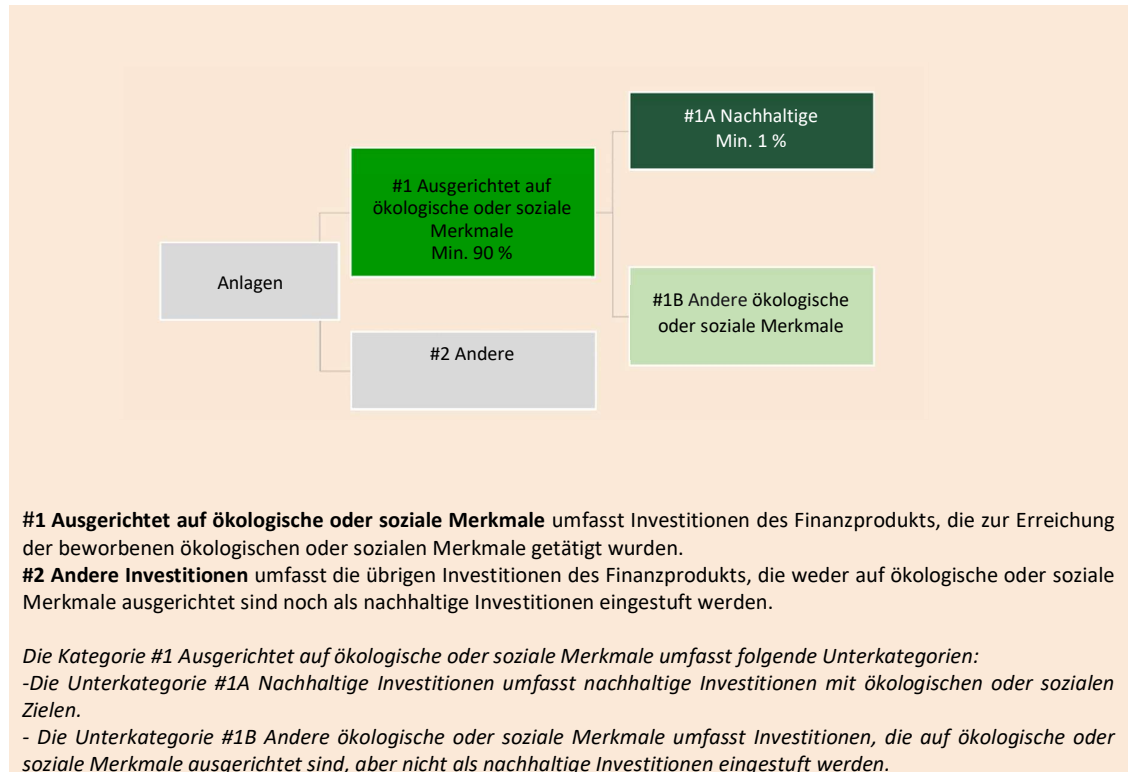 #1A Nachhaltige
Min. 1 %
#1 Ausgerichtet auf
ökologische oder soziale
Merkmale
Min. 90 %
Anlagen
#1B Andere ökologische
oder soziale Merkmale
#2 Andere
#1 Ausgerichtet auf ökologische oder soziale Merkmale umfasst Investitionen des Finanzprodukts, die zur Erreichung
der beworbenen ökologischen oder sozialen Merkmale getätigt wurden.
#2 Andere Investitionen umfasst die übrigen Investitionen des Finanzprodukts, die weder auf ökologische oder soziale
Merkmale ausgerichtet sind noch als nachhaltige Investitionen eingestuft werden.
Die Kategorie #1 Ausgerichtet auf ökologische oder soziale Merkmale umfasst folgende Unterkategorien:
-Die Unterkategorie #1A Nachhaltige Investitionen umfasst nachhaltige Investitionen mit ökologischen oder sozialen
Zielen.
- Die Unterkategorie #1B Andere ökologische oder soziale Merkmale umfasst Investitionen, die auf ökologische oder
soziale Merkmale ausgerichtet sind, aber nicht als nachhaltige Investitionen eingestuft werden.